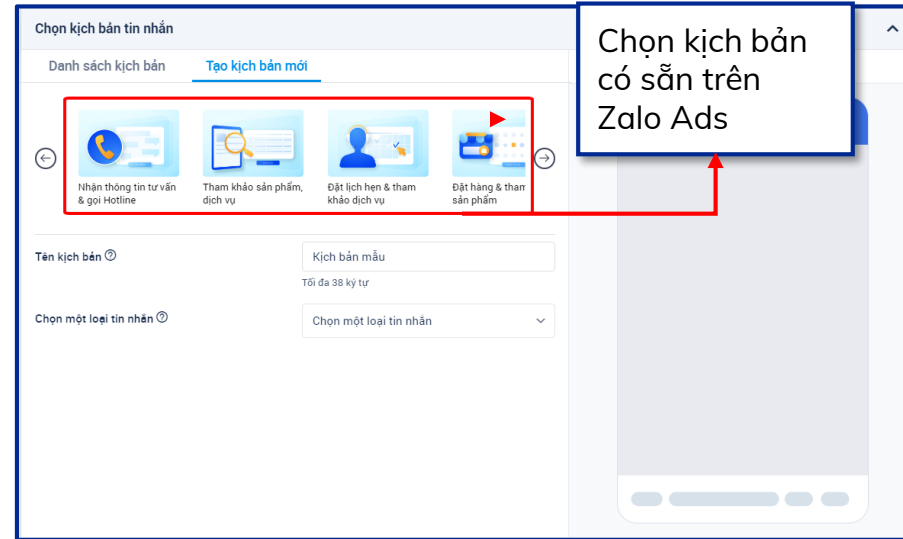 Chọn kịch bản tin nhắn
Chọn kịch bản
có sẵn trên
Zalo Ads
Danh sách kịch bản
Tạo kịch bản mới
Nhận thông tin tư vấn
& gọi Hotline
Tham khảo sản phẩm,
dịch vụ
Đặt lịch hẹn & tham
khảo dịch vụ
Đặt hàng & tham
sản phẩm
Tên kịch bản
Kịch bản mẫu
Tối đa 38 ký tự
Chọn một loại tin nhắn
Chọn một loại tin nhắn